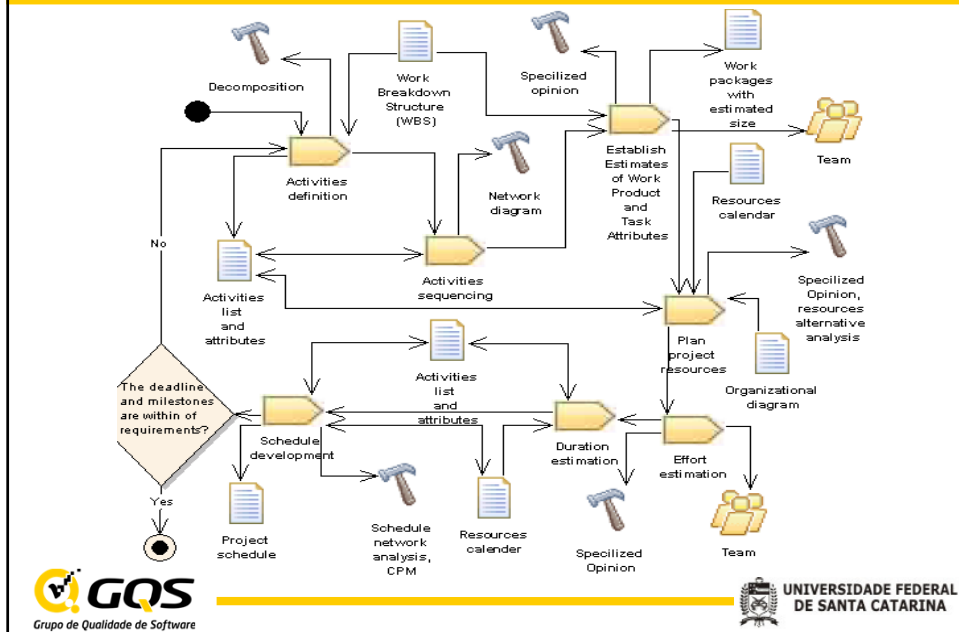 Decomposition
Work
Breakdown
Structure
(WBS)
Specilized
opinion
Work
packages
with
estimated
size
Team
Activities
definition
Network
diagram
Establish
Estimates
of Work
Product
and
Task
Attributes
Resources
calendar
No
Activities
list
and
attributes
Activities
sequencing
Specilized
Opinion,
resources
alternative
analysis
Plan
project
resources
Organizational
diagram
The deadline
and milestones
are within of
requirements?
Activities
list
and
attributes
Schedule
development
Duration
estimation
Effort
estimation
Yes
Project
schedule
Schedule
network
analysis,
CPM
Resources
calender
Specilized
Opinion
Team
GQS
Grupo de Qualidade de Software
UNIVERSIDADE FEDERAL
DE SANTA CATARINA